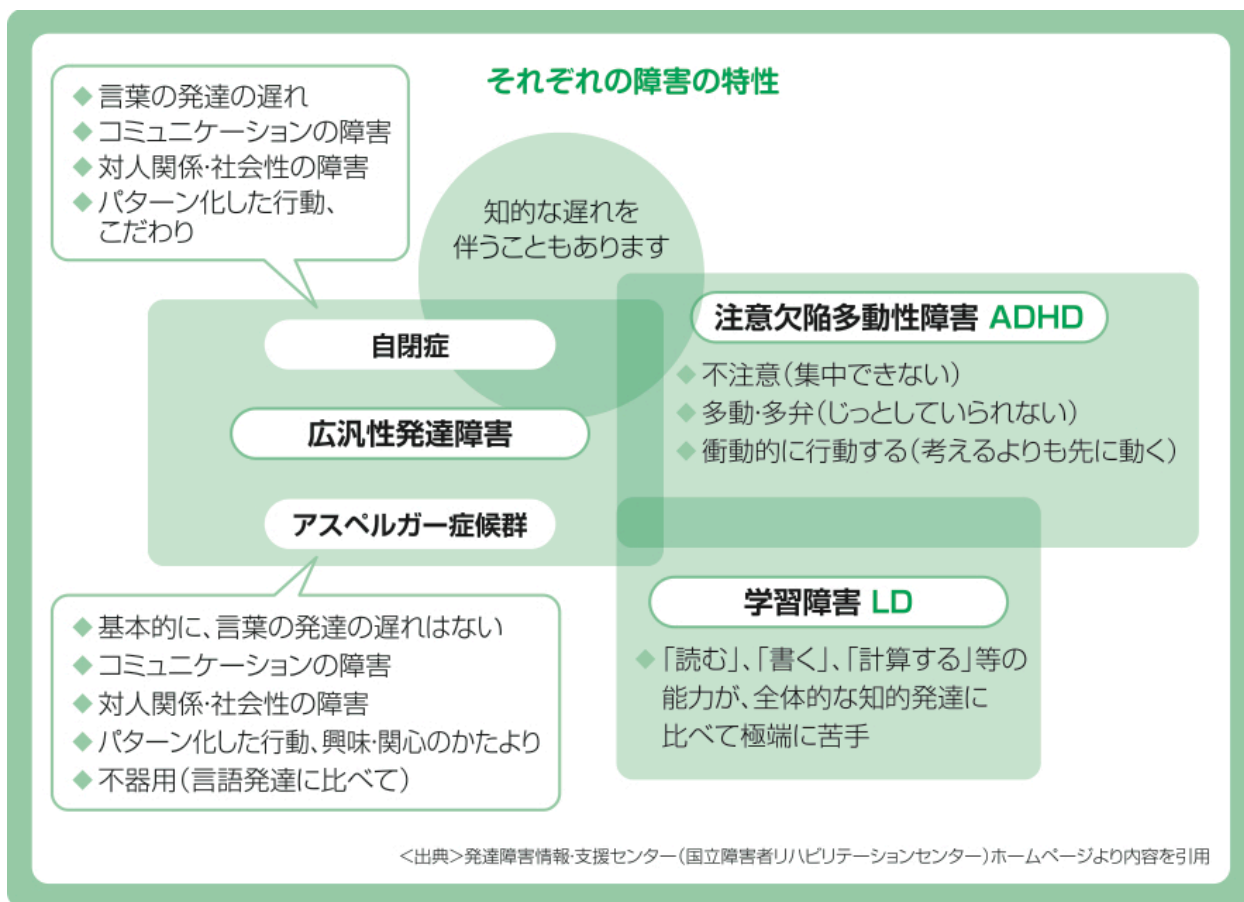 それぞれの障害の特性
◆言葉の発達の遅れ
◆コミュニケーションの障害
◆対人関係・社会性の障害
◆パターン化した行動、
こだわり
知的な遅れを
伴うこともあります
自閉症
広汎性発達障害
アスペルガー症候群
注意欠陥多動性障害 ADHD
◆不注意(集中できない)
◆多動・多弁(じっとしていられない)
◆衝動的に行動する(考えるよりも先に動く)
◆基本的に、言葉の発達の遅れはない
◆コミュニケーションの障害
◆対人関係・社会性の障害
◆パターン化した行動、興味・関心のかたより
◆不器用(言語発達に比べて)
学習障害 LD
◆「読む」、「書く」、「計算する」等の
能力が、全体的な知的発達に
比べて極端に苦手
<出典>発達障害情報・支援センター(国立障害者リハビリテーションセンター)ホームページより内容を引用